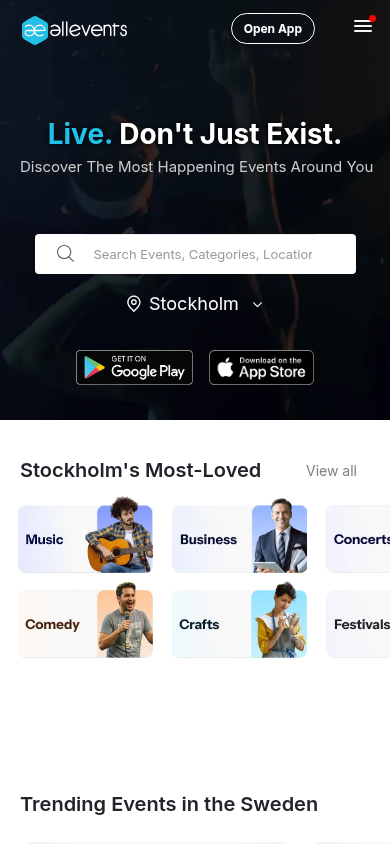 allevents
Open App
Live. Don't Just Exist.
Discover The Most Happening Events Around You
Search Events, Categories, Location
Stockholm
GET IT ON
Google Play
Download on the
App Store
Stockholm's Most-Loved
View all
Music
Business
Concerts
Comedy
Crafts
Festivals
Trending Events in the Sweden